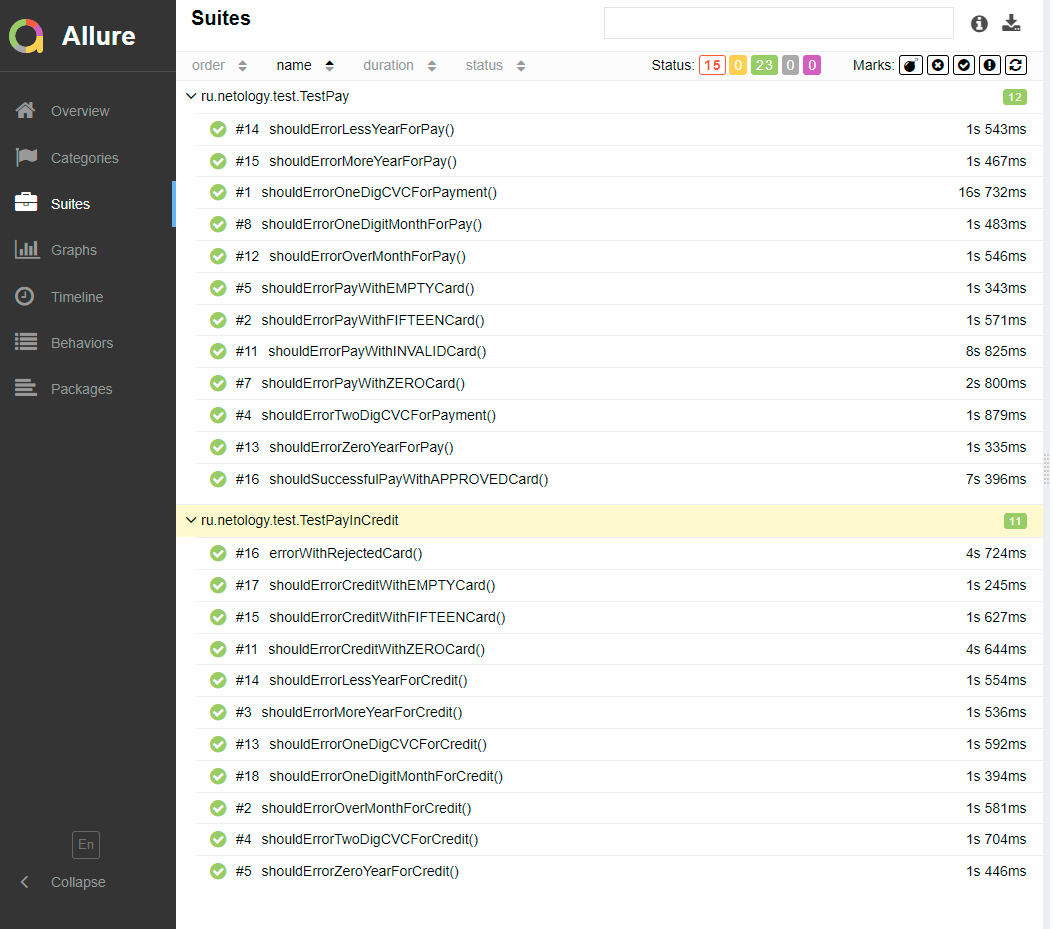 Allure
Overview
Categories
Suites
Graphs
Timeline
Behaviors
Packages
En
Collapse
Suites
order name duration status Status: 15 0 23 0 0 Marks:
ru.netology.test.TestPay 12
#14 shouldErrorLessYearForPay() 1s 543ms
#15 shouldErrorMoreYearForPay() 1s 467ms
#1 shouldErrorOneDigCVCForPayment() 16s 732ms
#8 shouldErrorOneDigitMonthForPay() 1s 483ms
#12 shouldErrorOverMonthForPay() 1s 546ms
#5 shouldErrorPayWithEMPTYCard() 1s 343ms
#2 shouldErrorPayWithFIFTEENCard() 1s 571ms
#11 shouldErrorPayWithINVALIDCard() 8s 825ms
#7 shouldErrorPayWithZEROCard() 2s 800ms
#4 shouldErrorTwoDigCVCForPayment() 1s 879ms
#13 shouldErrorZeroYearForPay() 1s 335ms
#16 shouldSuccessfulPayWithAPPROVEDCard() 7s 396ms
ru.netology.test.TestPayInCredit 11
#16 errorWithRejectedCard() 4s 724ms
#17 shouldErrorCreditWithEMPTYCard() 1s 245ms
#15 shouldErrorCreditWithFIFTEENCard() 1s 627ms
#11 shouldErrorCreditWithZEROCard() 4s 644ms
#14 shouldErrorLessYearForCredit() 1s 554ms
#3 shouldErrorMoreYearForCredit() 1s 536ms
#13 shouldErrorOneDigCVCForCredit() 1s 592ms
#18 shouldErrorOneDigitMonthForCredit() 1s 394ms
#2 shouldErrorOverMonthForCredit() 1s 581ms
#4 shouldErrorTwoDigCVCForCredit() 1s 704ms
#5 shouldErrorZeroYearForCredit() 1s 446ms